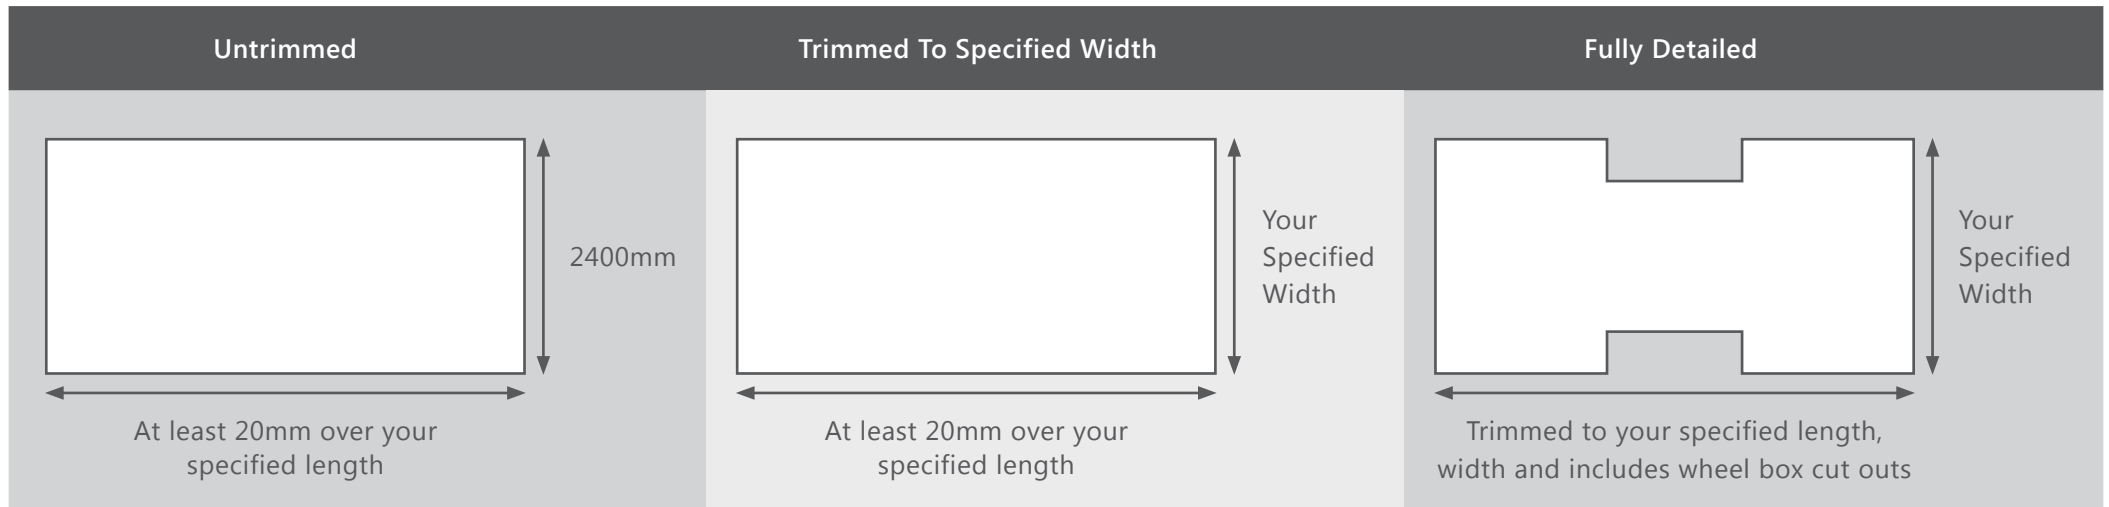 Untrimmed
Trimmed To Specified Width
Fully Detailed
2400mm
At least 20mm over your
specified length
Your
Specified
Width
At least 20mm over your
specified length
Your
Specified
Width
Trimmed to your specified length,
width and includes wheel box cut outs